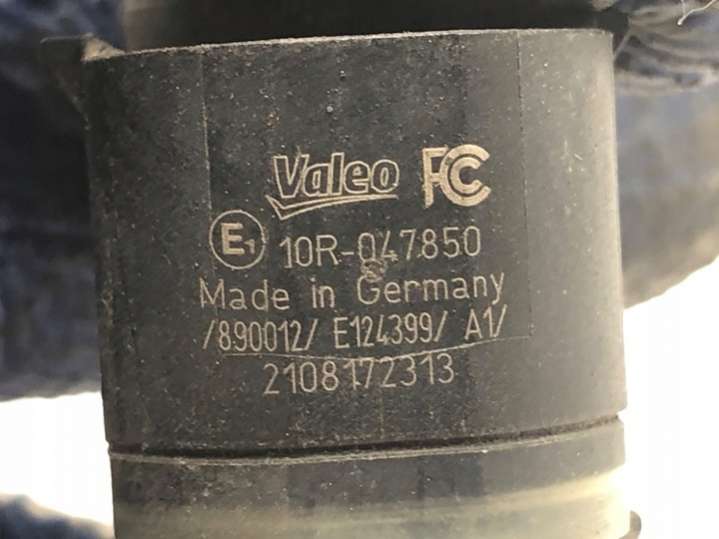 Valeo FC
E1 10R-047850
Made in Germany
/890012/ E124399/ A1/
2108172313